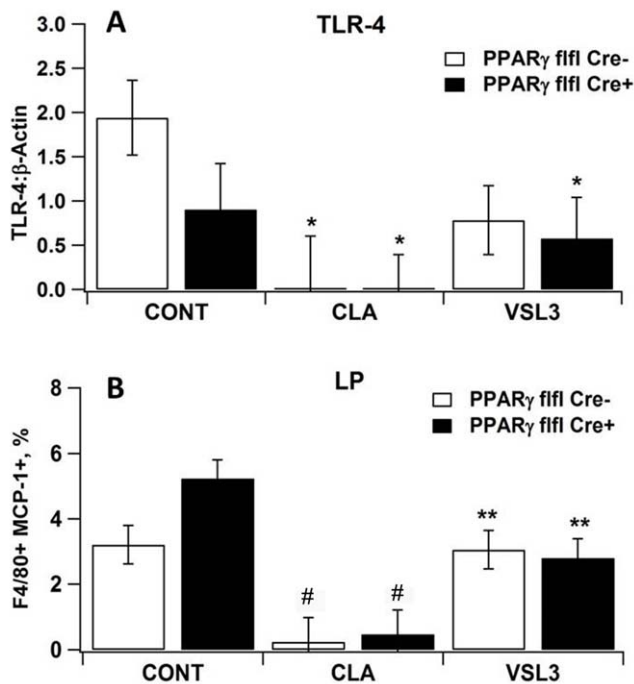 A
TLR-4
PPARγ flfl Cre-
PPARγ flfl Cre+
TLR-4:β-Actin
3.0
2.5
2.0
1.5
1.0
0.5
0.0
*
*
*
CONT
CLA
VSL3
B
LP
PPARγ flfl Cre-
PPARγ flfl Cre+
F4/80+ MCP-1+, %
8
6
4
2
0
#
#
**
**
CONT
CLA
VSL3